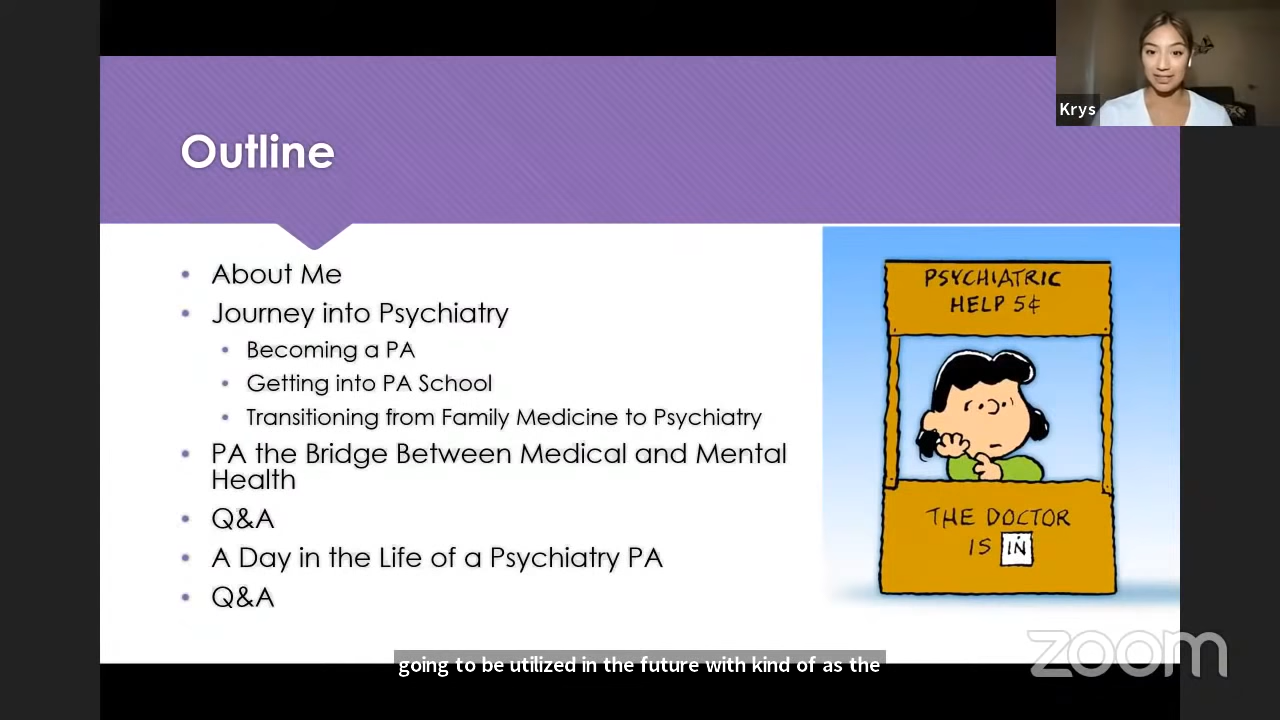 Krys
Outline
• About Me
• Journey into Psychiatry
• Becoming a PA
• Getting into PA School
• Transitioning from Family Medicine to Psychiatry
• PA the Bridge Between Medical and Mental
Health
• Q&A
• A Day in the Life of a Psychiatry PA
• Q&A
PSYCHIATRIC
HELP 5¢
THE DOCTOR
IS IN
going to be utilized in the future with kind of as the
zoom